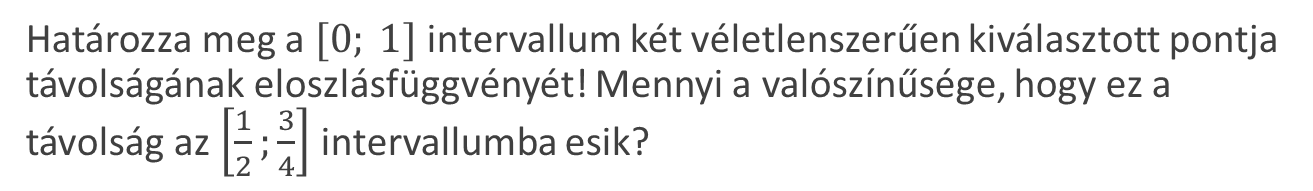 Határozza meg a [0; 1] intervallum két véletlenszerűen kiválasztott pontja
távolságának eloszlásfüggvényét! Mennyi a valószínűsége, hogy ez a
távolság az [1/2; 3/4] intervallumba esik?